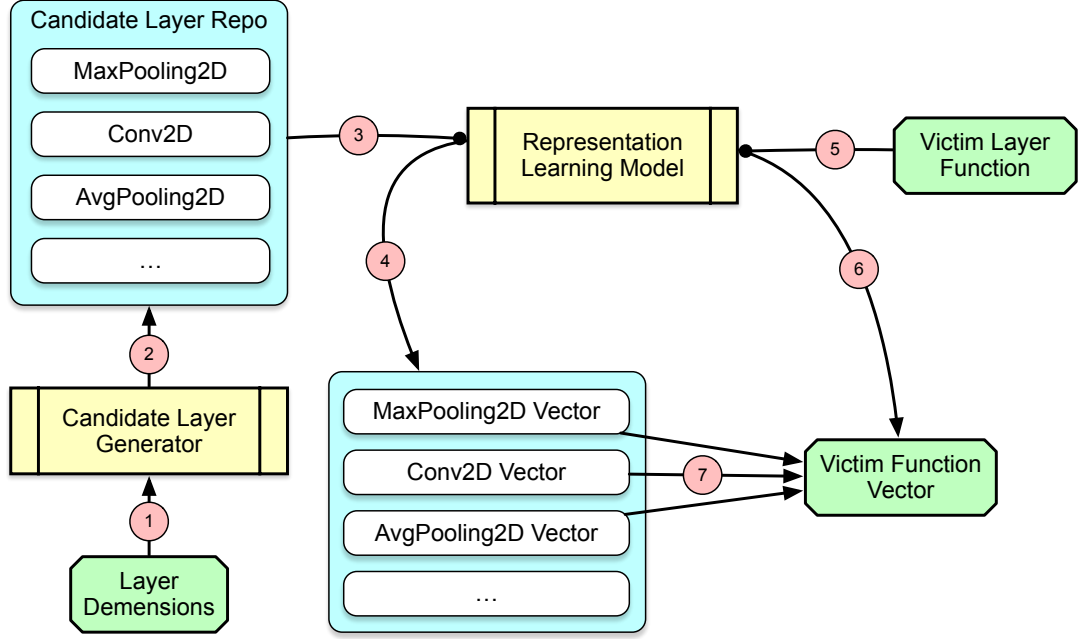 Candidate Layer Repo
MaxPooling2D
Conv2D
AvgPooling2D
...
3
Representation
Learning Model
5
Victim Layer
Function
4
6
2
Candidate Layer
Generator
1
Layer
Demensions
MaxPooling2D Vector
Conv2D Vector
AvgPooling2D Vector
...
7
Victim Function
Vector